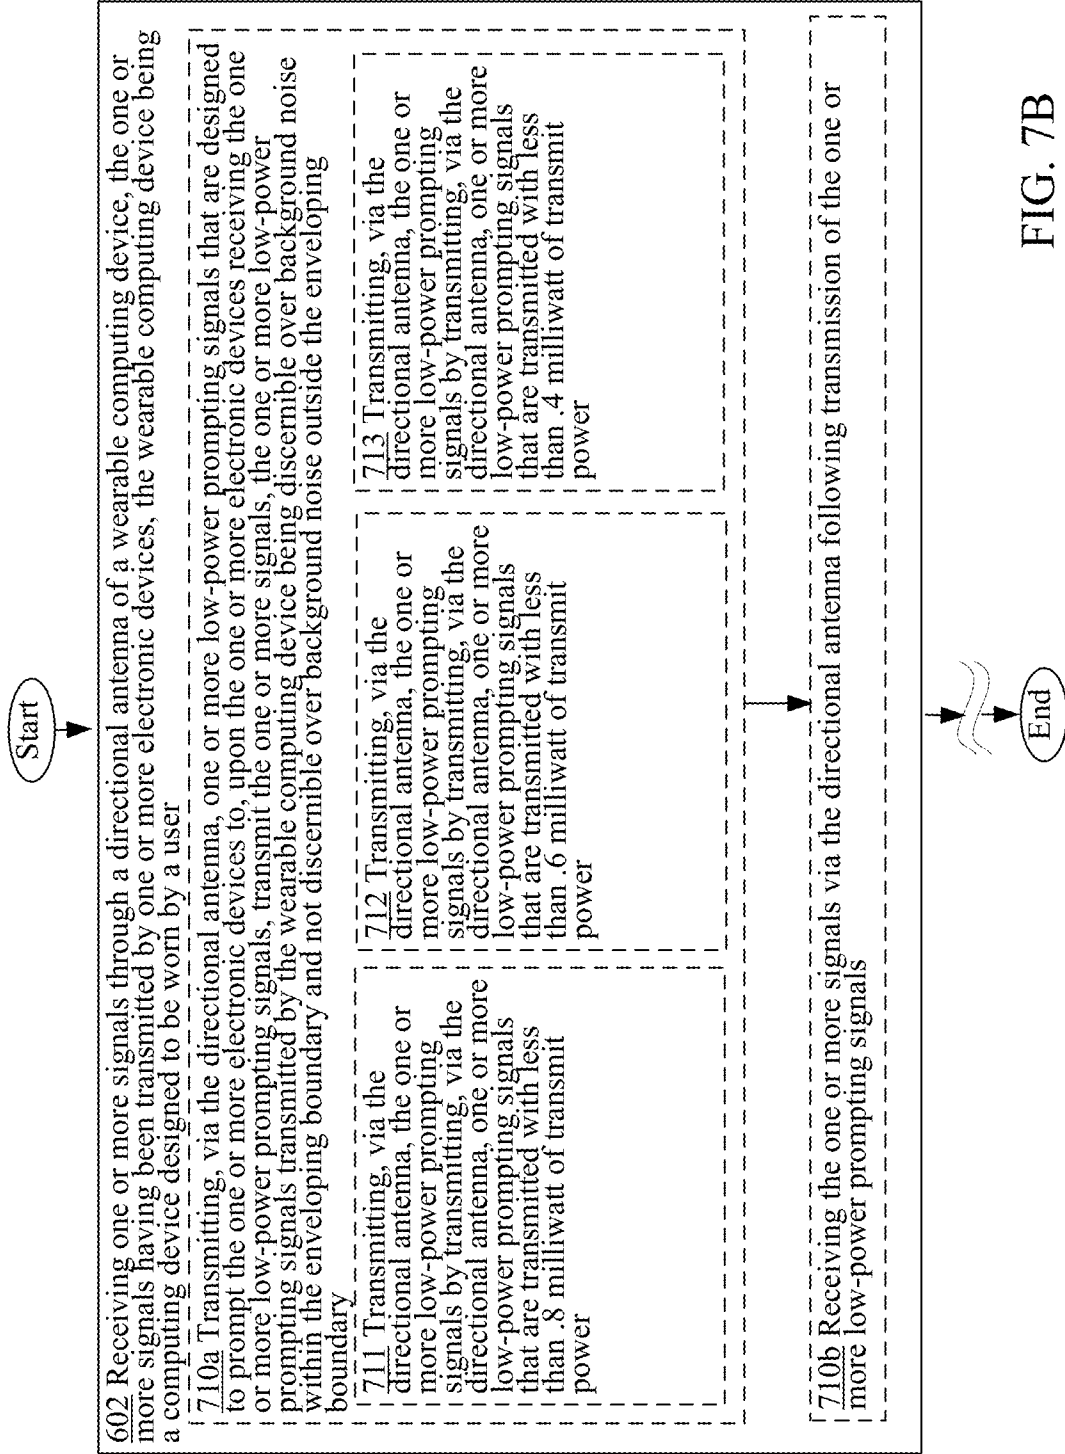 Start
602 Receiving one or more signals through a directional antenna of a wearable computing device, the one or
more signals having been transmitted by one or more electronic devices, the wearable computing device being
a computing device designed to be worn by a user
710a Transmitting, via the directional antenna, one or more low-power prompting signals that are designed
to prompt the one or more electronic devices to, upon the one or more electronic devices receiving the one
or more low-power prompting signals, transmit the one or more signals, the one or more low-power
prompting signals transmitted by the wearable computing device being discernible over background noise
within the enveloping boundary and not discernible over background noise outside the enveloping
boundary
711 Transmitting, via the
directional antenna, the one or
more low-power prompting
signals by transmitting, via the
directional antenna, one or more
low-power prompting signals
that are transmitted with less
than .8 milliwatt of transmit
power
712 Transmitting, via the
directional antenna, the one or
more low-power prompting
signals by transmitting, via the
directional antenna, one or more
low-power prompting signals
that are transmitted with less
than .6 milliwatt of transmit
power
713 Transmitting, via the
directional antenna, the one or
more low-power prompting
signals by transmitting, via the
directional antenna, one or more
low-power prompting signals
that are transmitted with less
than .4 milliwatt of transmit
power
710b Receiving the one or more signals via the directional antenna following transmission of the one or
more low-power prompting signals
End
FIG. 7B